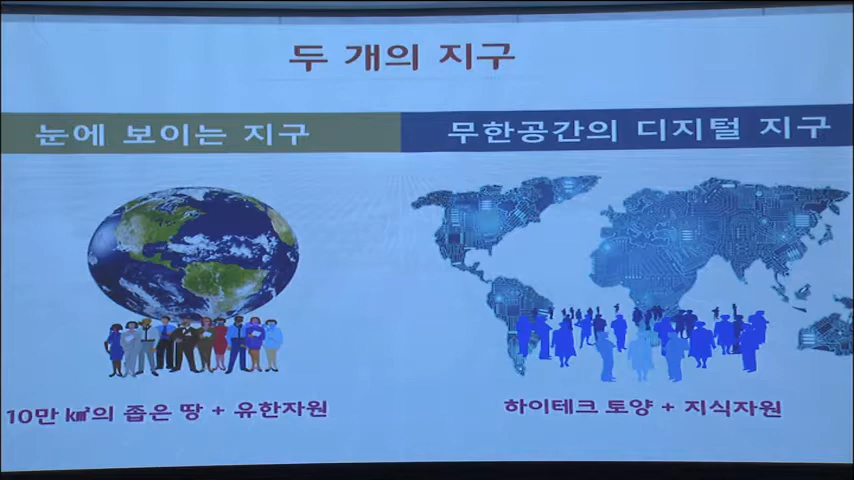 두 개의 지구
눈에 보이는 지구
무한공간의 디지털 지구
10만 ㎢의 좁은 땅 + 유한자원
하이테크 토양 + 지식자원